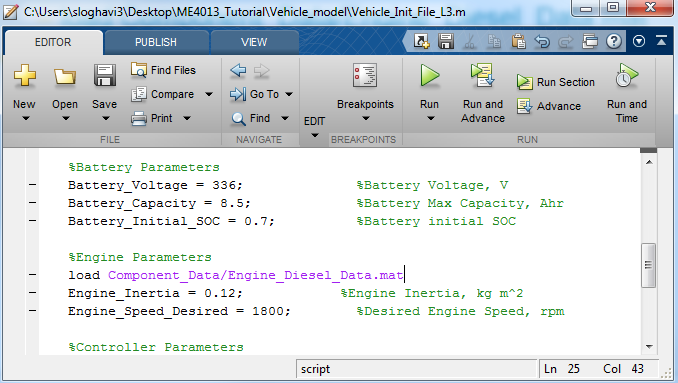 C:\Users\sloghavi3\Desktop\ME4013_Tutorial\Vehicle_model\Vehicle_Init_File_L3.m
EDITOR PUBLISH VIEW
New Open Save Find Files Compare Print
FILE
Go To Find
NAVIGATE
EDIT
Breakpoints
BREAKPOINTS
Run Run and Advance Run Section Advance Run and Time
RUN
%Battery Parameters
Battery_Voltage = 336; %Battery Voltage, V
Battery_Capacity = 8.5; %Battery Max Capacity, Ahr
Battery_Initial_SOC = 0.7; %Battery initial SOC
%Engine Parameters
load Component_Data/Engine_Diesel_Data.mat
Engine_Inertia = 0.12; %Engine Inertia, kg m^2
Engine_Speed_Desired = 1800; %Desired Engine Speed, rpm
%Controller Parameters
script Ln 25 Col 43